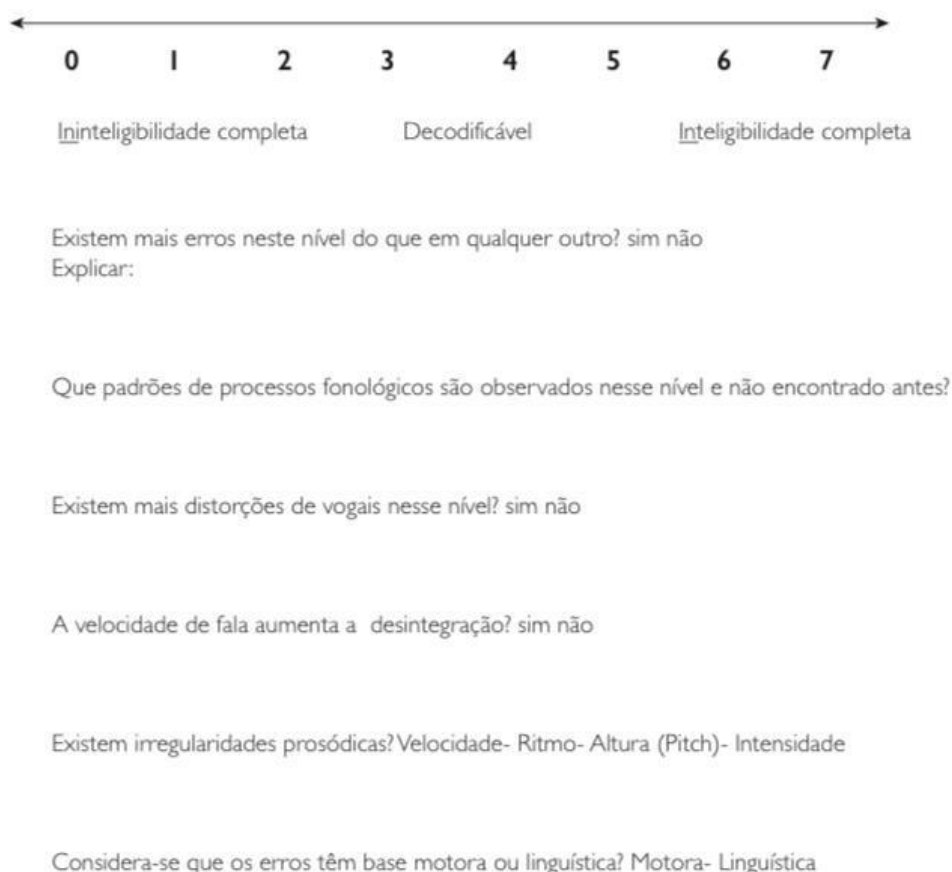 0 1 2 3 4 5 6 7
Ininteligibilidade completa Decodificável Inteligibilidade completa
Existem mais erros neste nível do que em qualquer outro? sim não
Explicar:
Que padrões de processos fonológicos são observados nesse nível e não encontrado antes?
Existem mais distorções de vogais nesse nível? sim não
A velocidade de fala aumenta a desintegração? sim não
Existem irregularidades prosódicas? Velocidade- Ritmo- Altura (Pitch)- Intensidade
Considera-se que os erros têm base motora ou linguística? Motora- Linguística